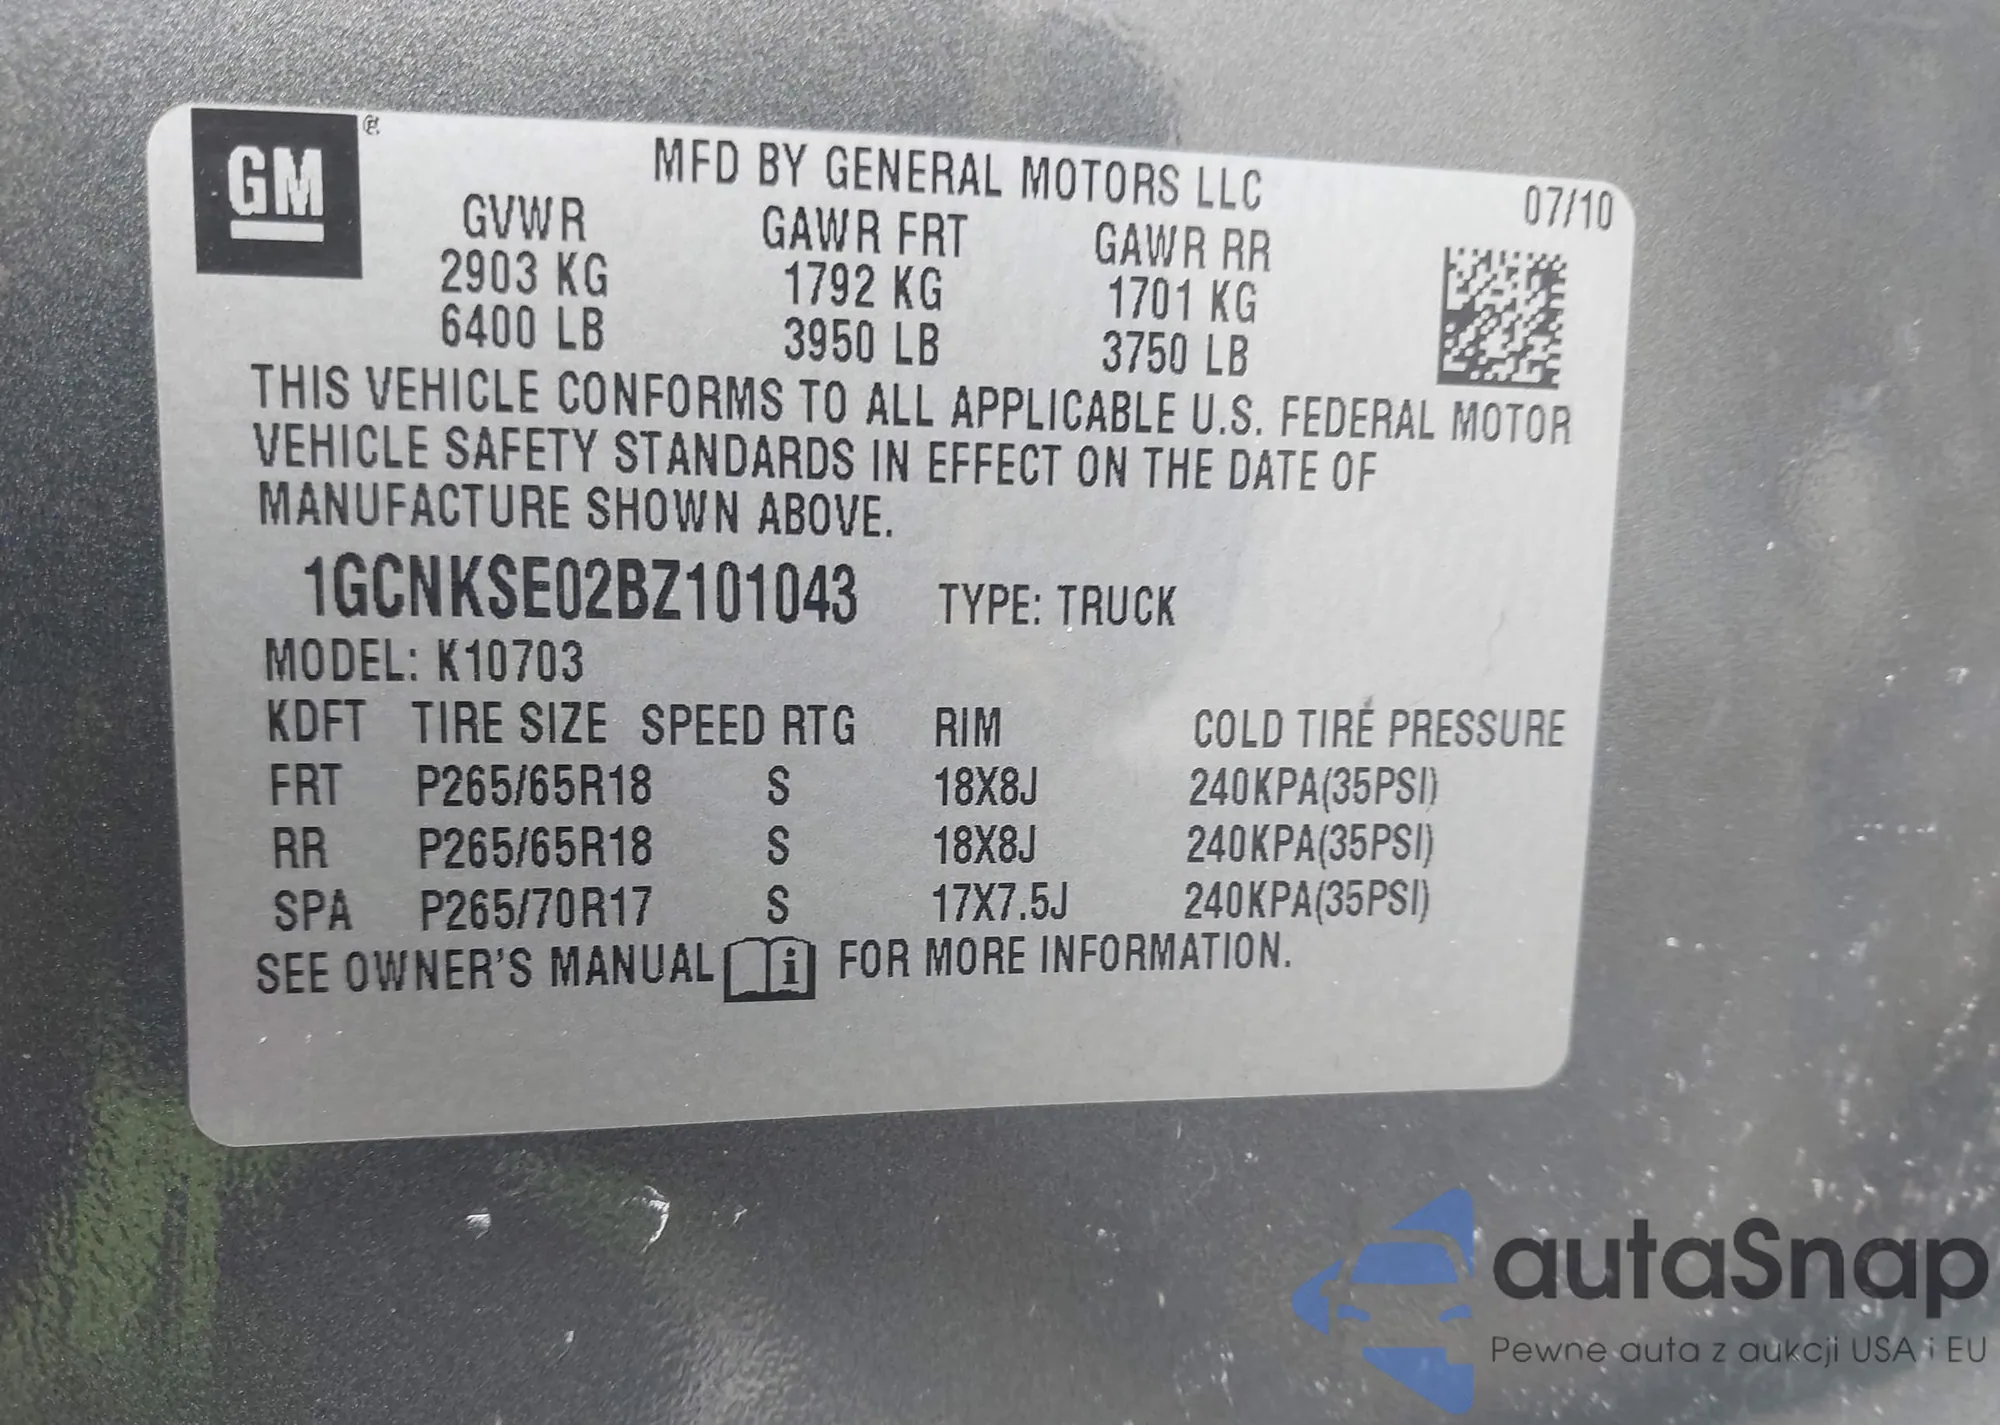 GM
MFD BY GENERAL MOTORS LLC
07/10
GVWR GAWR FRT GAWR RR
2903 KG 1792 KG 1701 KG
6400 LB 3950 LB 3750 LB
THIS VEHICLE CONFORMS TO ALL APPLICABLE U.S. FEDERAL MOTOR
VEHICLE SAFETY STANDARDS IN EFFECT ON THE DATE OF
MANUFACTURE SHOWN ABOVE.
1GCNKSE02BZ101043 TYPE: TRUCK
MODEL: K10703
KDFT TIRE SIZE SPEED RTG RIM COLD TIRE PRESSURE
FRT P265/65R18 S 18X8J 240KPA(35PSI)
RR P265/65R18 S 18X8J 240KPA(35PSI)
SPA P265/70R17 S 17X7.5J 240KPA(35PSI)
SEE OWNER'S MANUAL i FOR MORE INFORMATION.
autaSnap
Pewne auta z aukcji USA i EU